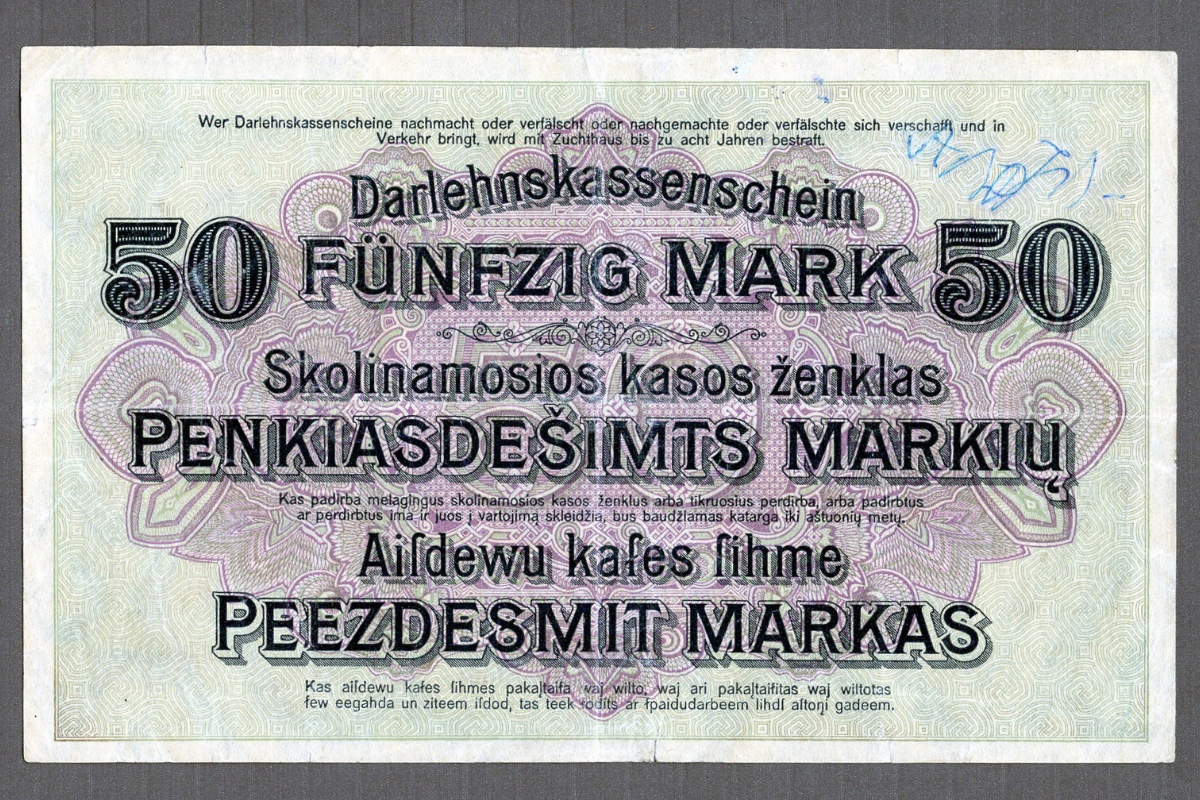 Wer Darlehnskassenscheine nachmacht oder verfälscht oder nachgemachte oder verfälschte sich verschafft und in
Verkehr bringt, wird mit Zuchthaus bis zu acht Jahren bestraft.
Darlehnskassenschein
50 FÜNFZIG MARK 50
Skolinamosios kasos ženklas
PENKIASDEŠIMTS MARKIŲ
Kas padirba melagingus skolinamosios kasos ženklus arba tikruosius perdirba, arba padirbtus
ar perdirbtus ima ir juos į vartojimą skleidžia, bus baudžiamas katarga iki aštuonių metų.
Aiſdewu kaſes ſihme
PEEZDESMIT MARKAS
Kas aiſdewu kaſes ſihmes pakaļtaiſa waj wilto, waj ari pakaļtaiſitas waj wiltotas
ſew eegahda un ziteem iſdod, tas teek ſodits ar ſpaidudarbeem lihdſ aſtoņi gadeem.